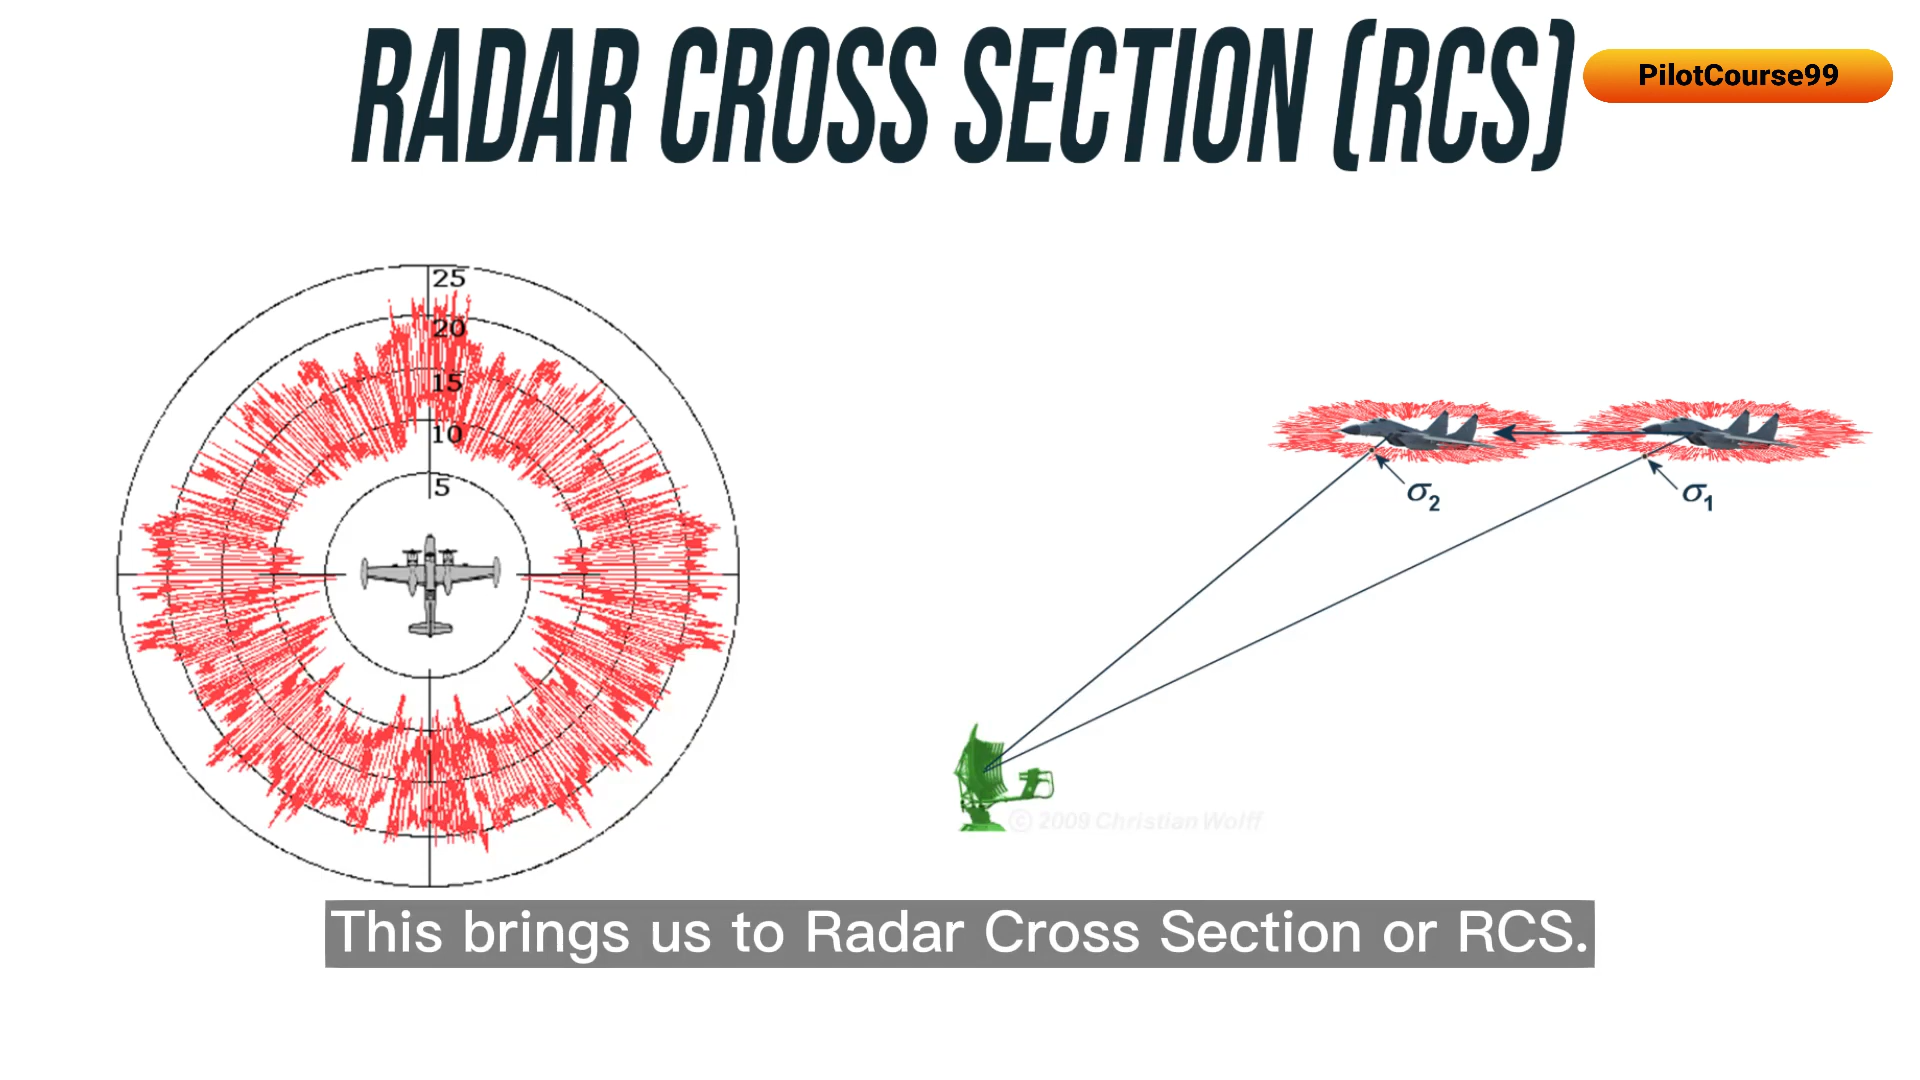 RADAR CROSS SECTION (RCS)
PilotCourse99
25
20
15
10
5
σ2
σ1
© 2009 Christian Wolff
This brings us to Radar Cross Section or RCS.